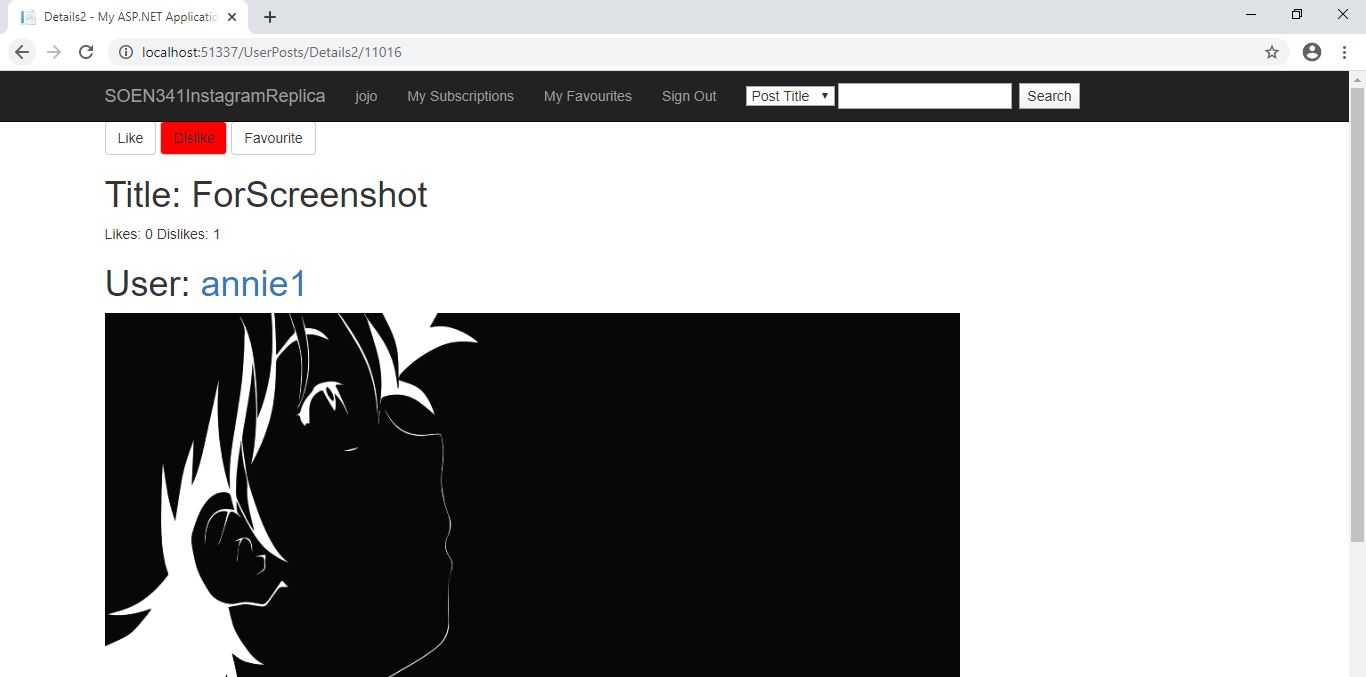 Details2 - My ASP.NET Applicatio
localhost:51337/UserPosts/Details2/11016
SOEN341InstagramReplica jojo My Subscriptions My Favourites Sign Out Post Title Search
Like Dislike Favourite
Title: ForScreenshot
Likes: 0 Dislikes: 1
User: annie1